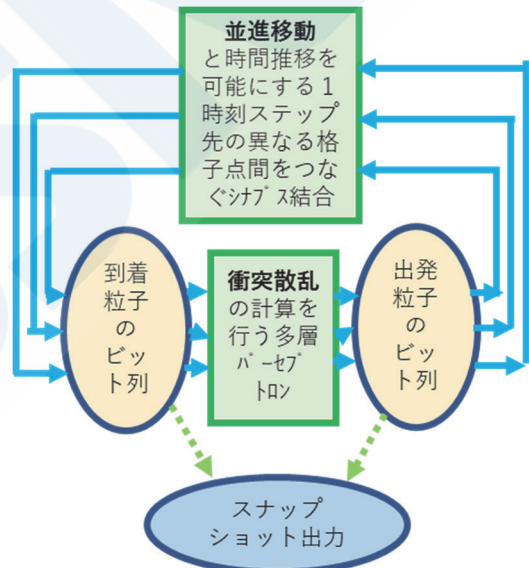 並進移動
と時間推移を
可能にする１
時刻ステップ
先の異なる格
子点間をつな
ぐｼﾅﾌﾟｽ結合
到着
粒子
の
ビッ
ト列
衝突散乱
の計算を
行う多層
ﾊﾟｰｾﾌﾟ
ﾄﾛﾝ
出発
粒子
の
ビッ
ト列
スナップ
ショット出力